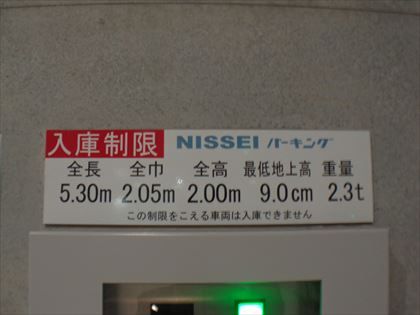 入庫制限 NISSEI パーキング
全長 全巾 全高 最低地上高 重量
5.30m 2.05m 2.00m 9.0cm 2.3t
この制限をこえる車両は入庫できません